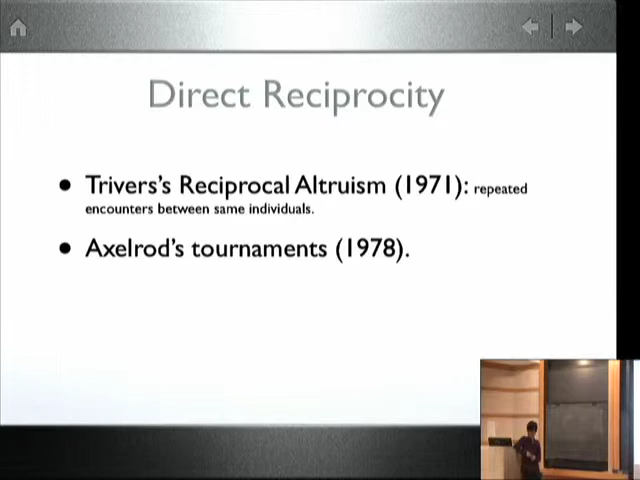 Direct Reciprocity
• Trivers's Reciprocal Altruism (1971): repeated
encounters between same individuals.
• Axelrod's tournaments (1978).